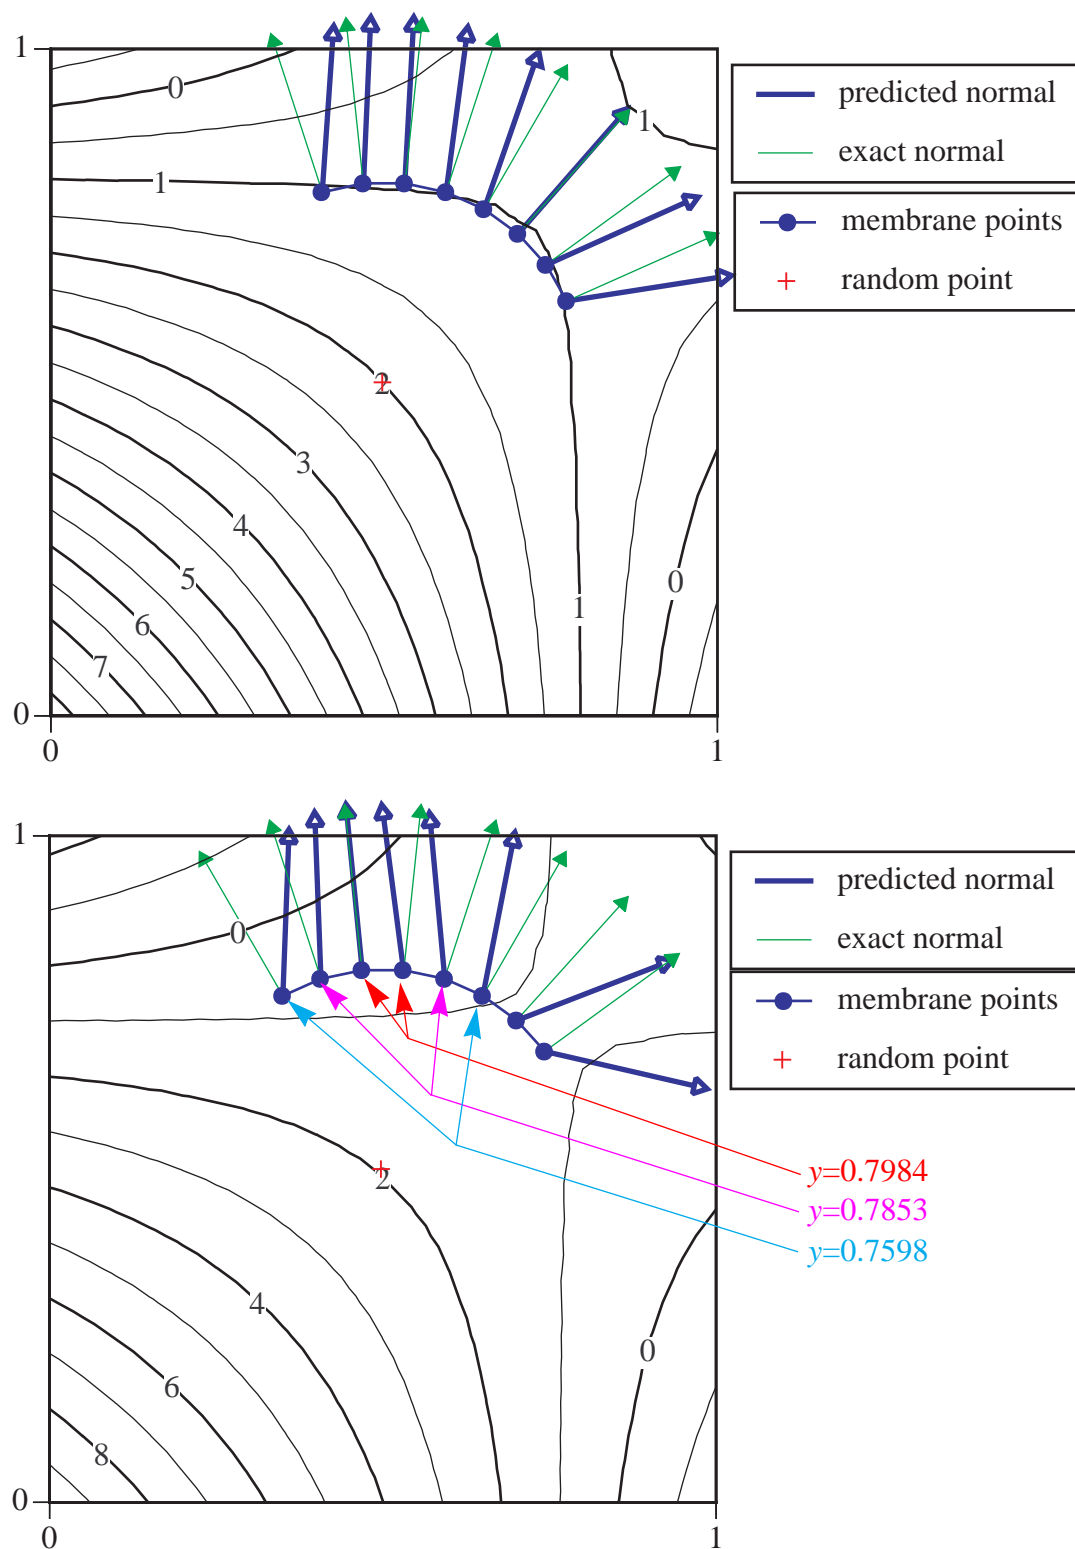 1
0
1
1
2
3
4
5
6
7
1
0
0
0
1
predicted normal
exact normal
membrane points
random point
1
0
2
4
6
8
0
0
0
1
predicted normal
exact normal
membrane points
random point
y=0.7984
y=0.7853
y=0.7598